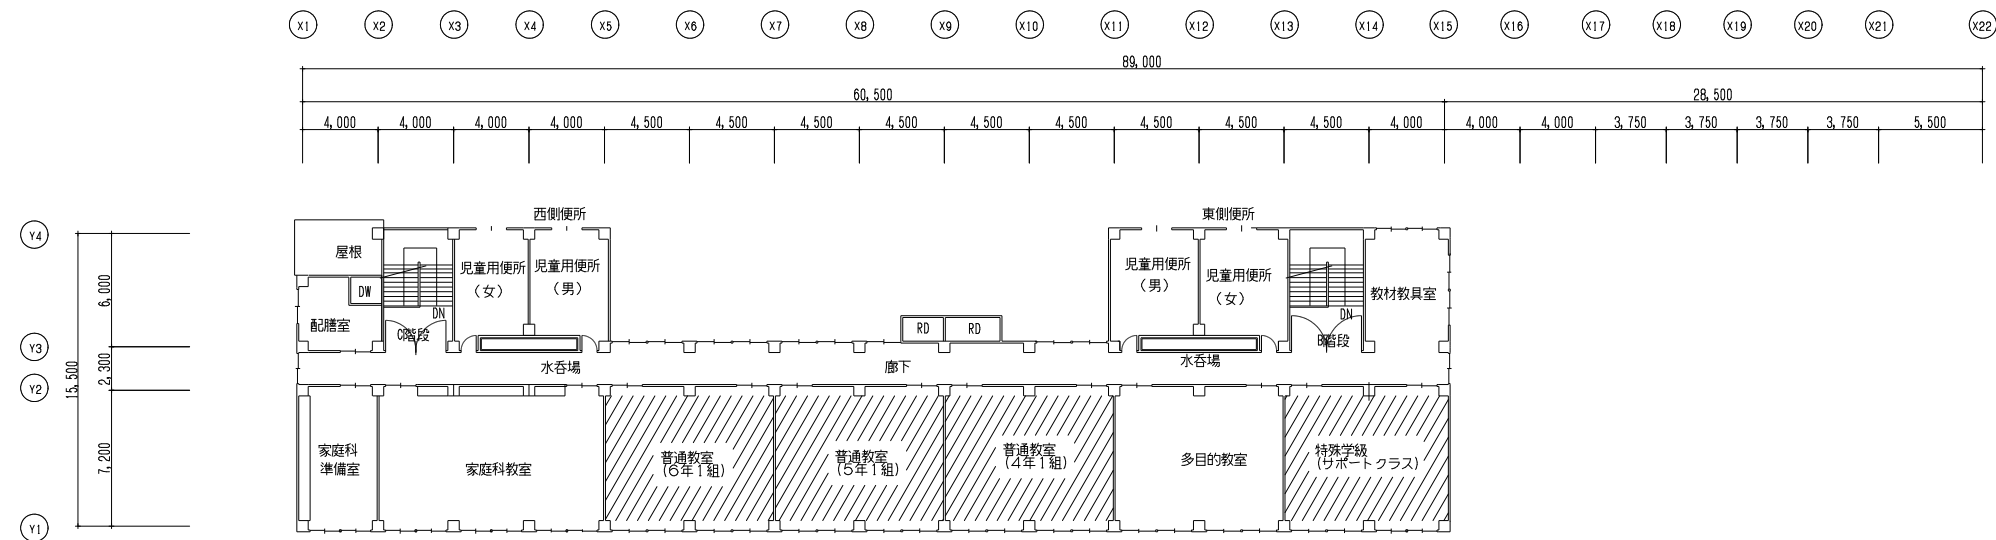 X1 X2 X3 X4 X5 X6 X7 X8 X9 X10 X11 X12 X13 X14 X15 X16 X17 X18 X19 X20 X21 X22
89,000
60,500 28,500
4,000 4,000 4,000 4,000 4,500 4,500 4,500 4,500 4,500 4,500 4,500 4,500 4,500 4,000 4,000 4,000 3,750 3,750 3,750 3,750 5,500
西側便所 東側便所
Y4
屋根
児童用便所
(女)
児童用便所
(男)
児童用便所
(男)
児童用便所
(女)
6,000
DW
教材教具室
DN
DN
配膳室
C階段
RD RD
B階段
Y3
水呑場
廊下
水呑場
2,300
15,500
Y2
家庭科
準備室
家庭科教室
普通教室
(6年1組)
普通教室
(5年1組)
普通教室
(4年1組)
多目的教室
特殊学級
(サポートクラス)
7,200
Y1